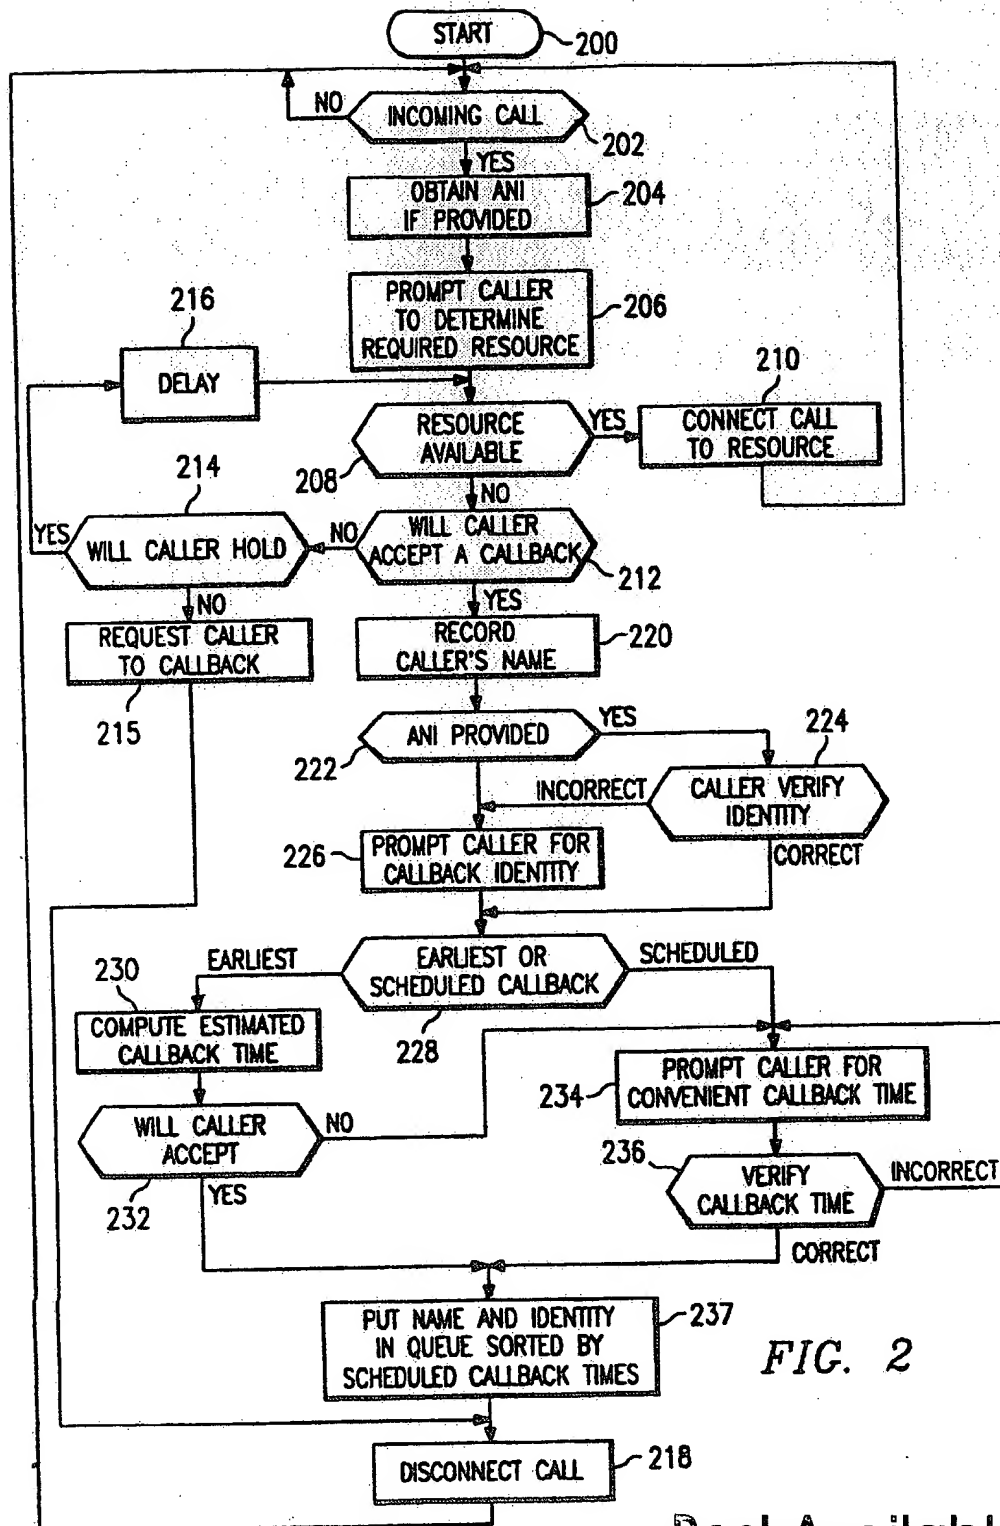 START
200
NO
INCOMING CALL
202
YES
OBTAIN ANI
IF PROVIDED
204
PROMPT CALLER
TO DETERMINE
REQUIRED RESOURCE
206
216
DELAY
RESOURCE
AVAILABLE
208
YES
210
CONNECT CALL
TO RESOURCE
NO
214
YES
WILL CALLER HOLD
NO
WILL CALLER
ACCEPT A CALLBACK
212
NO
YES
REQUEST CALLER
TO CALLBACK
215
RECORD
CALLER'S NAME
220
ANI PROVIDED
222
YES
224
CALLER VERIFY
IDENTITY
INCORRECT
CORRECT
226
PROMPT CALLER FOR
CALLBACK IDENTITY
EARLIEST OR
SCHEDULED CALLBACK
228
EARLIEST
SCHEDULED
230
COMPUTE ESTIMATED
CALLBACK TIME
234
PROMPT CALLER FOR
CONVENIENT CALLBACK TIME
WILL CALLER
ACCEPT
232
NO
YES
236
VERIFY
CALLBACK TIME
INCORRECT
CORRECT
PUT NAME AND IDENTITY
IN QUEUE SORTED BY
SCHEDULED CALLBACK TIMES
237
FIG. 2
DISCONNECT CALL
218